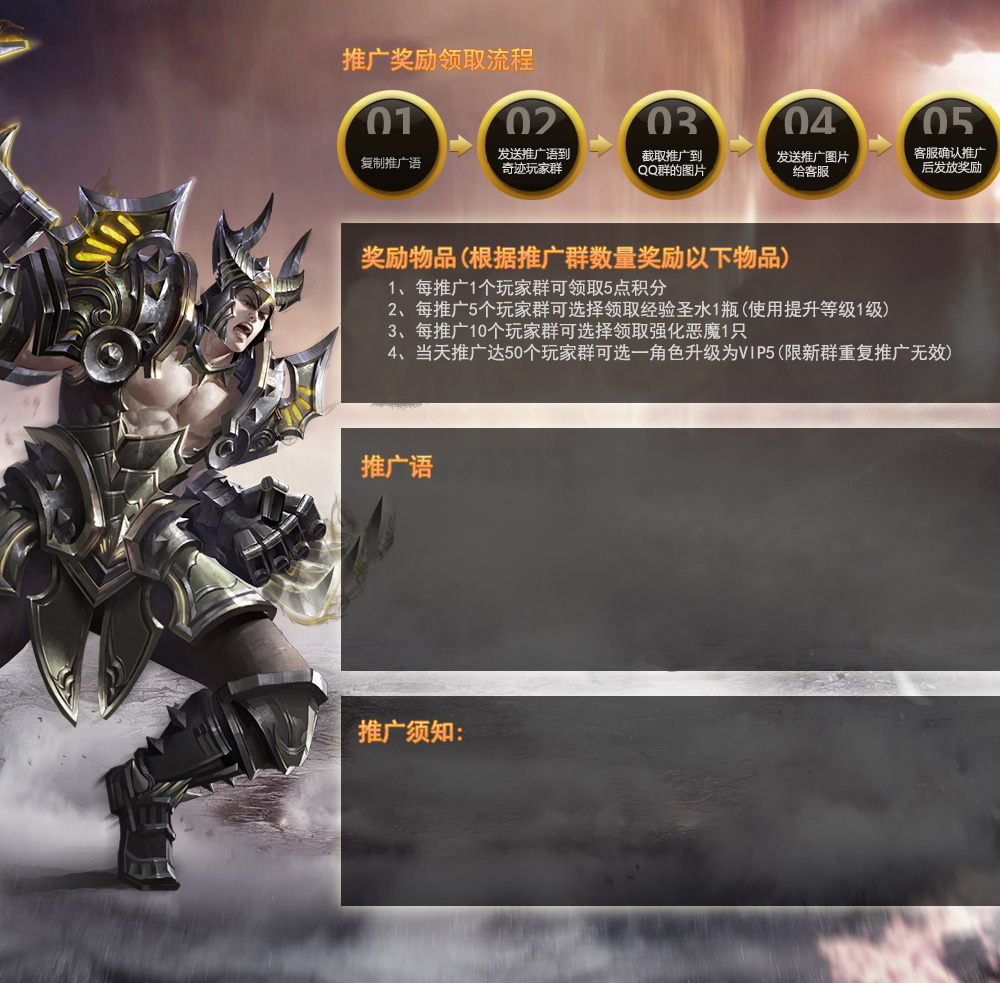 推广奖励领取流程
01
复制推广语
02
发送推广语到
奇迹玩家群
03
截取推广到
QQ群的图片
04
发送推广图片
给客服
05
客服确认推广
后发放奖励
奖励物品(根据推广群数量奖励以下物品)
1、每推广1个玩家群可领取5点积分
2、每推广5个玩家群可选择领取经验圣水1瓶(使用提升等级1级)
3、每推广10个玩家群可选择领取强化恶魔1只
4、当天推广达50个玩家群可选一角色升级为VIP5(限新群重复推广无效)
推广语
推广须知: